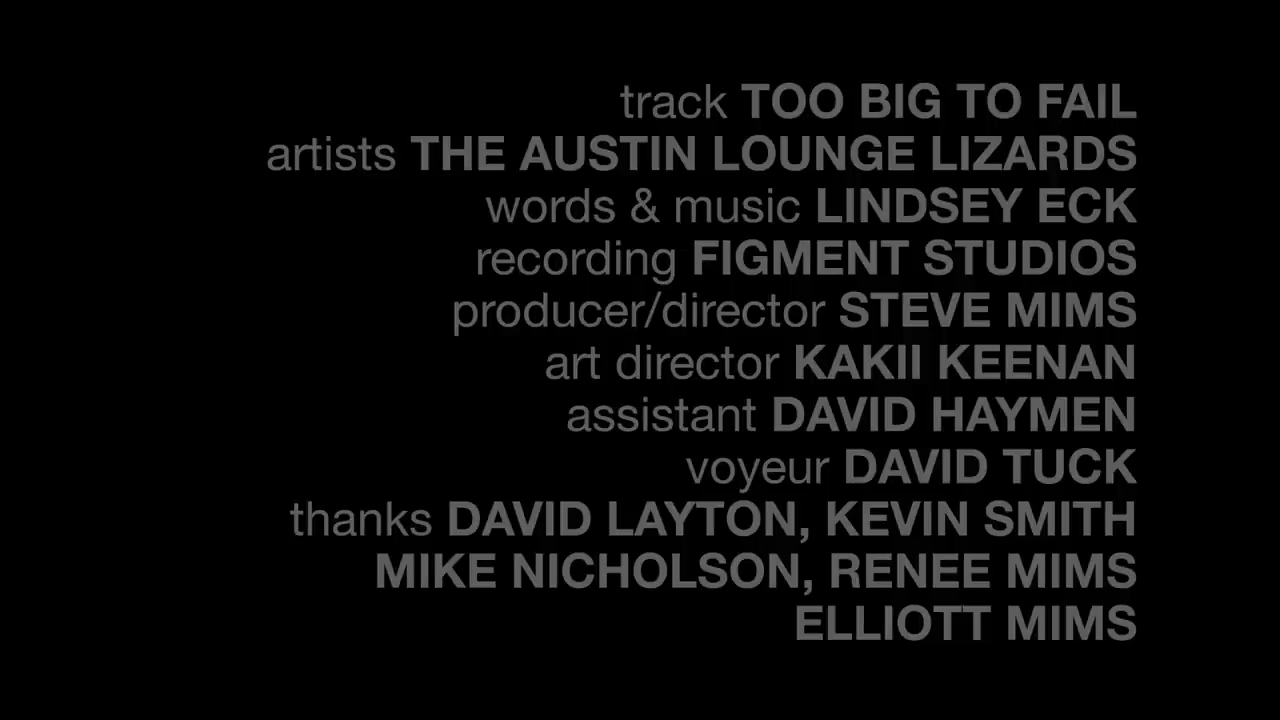 track TOO BIG TO FAIL
artists THE AUSTIN LOUNGE LIZARDS
words & music LINDSEY ECK
recording FIGMENT STUDIOS
producer/director STEVE MIMS
art director KAKII KEENAN
assistant DAVID HAYMEN
voyeur DAVID TUCK
thanks DAVID LAYTON, KEVIN SMITH
MIKE NICHOLSON, RENEE MIMS
ELLIOTT MIMS